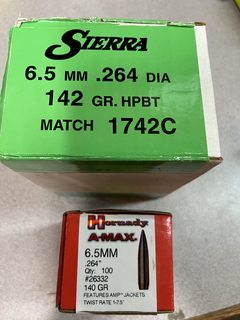 SIERRA
6.5 MM .264 DIA
142 GR. HPBT
MATCH 1742C
Hornady
A-MAX
6.5MM
.264"
Qty: 100
#26332
140 GR
FEATURES AMP JACKETS
TWIST RATE 1-7.5"